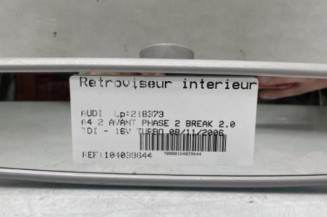 Retroviseur interieur
AUDI Lp:218373
A4 2 AVANT PHASE 2 BREAK 2.0
TDI - 16V TURBO 08/11/2006
REF:104039644